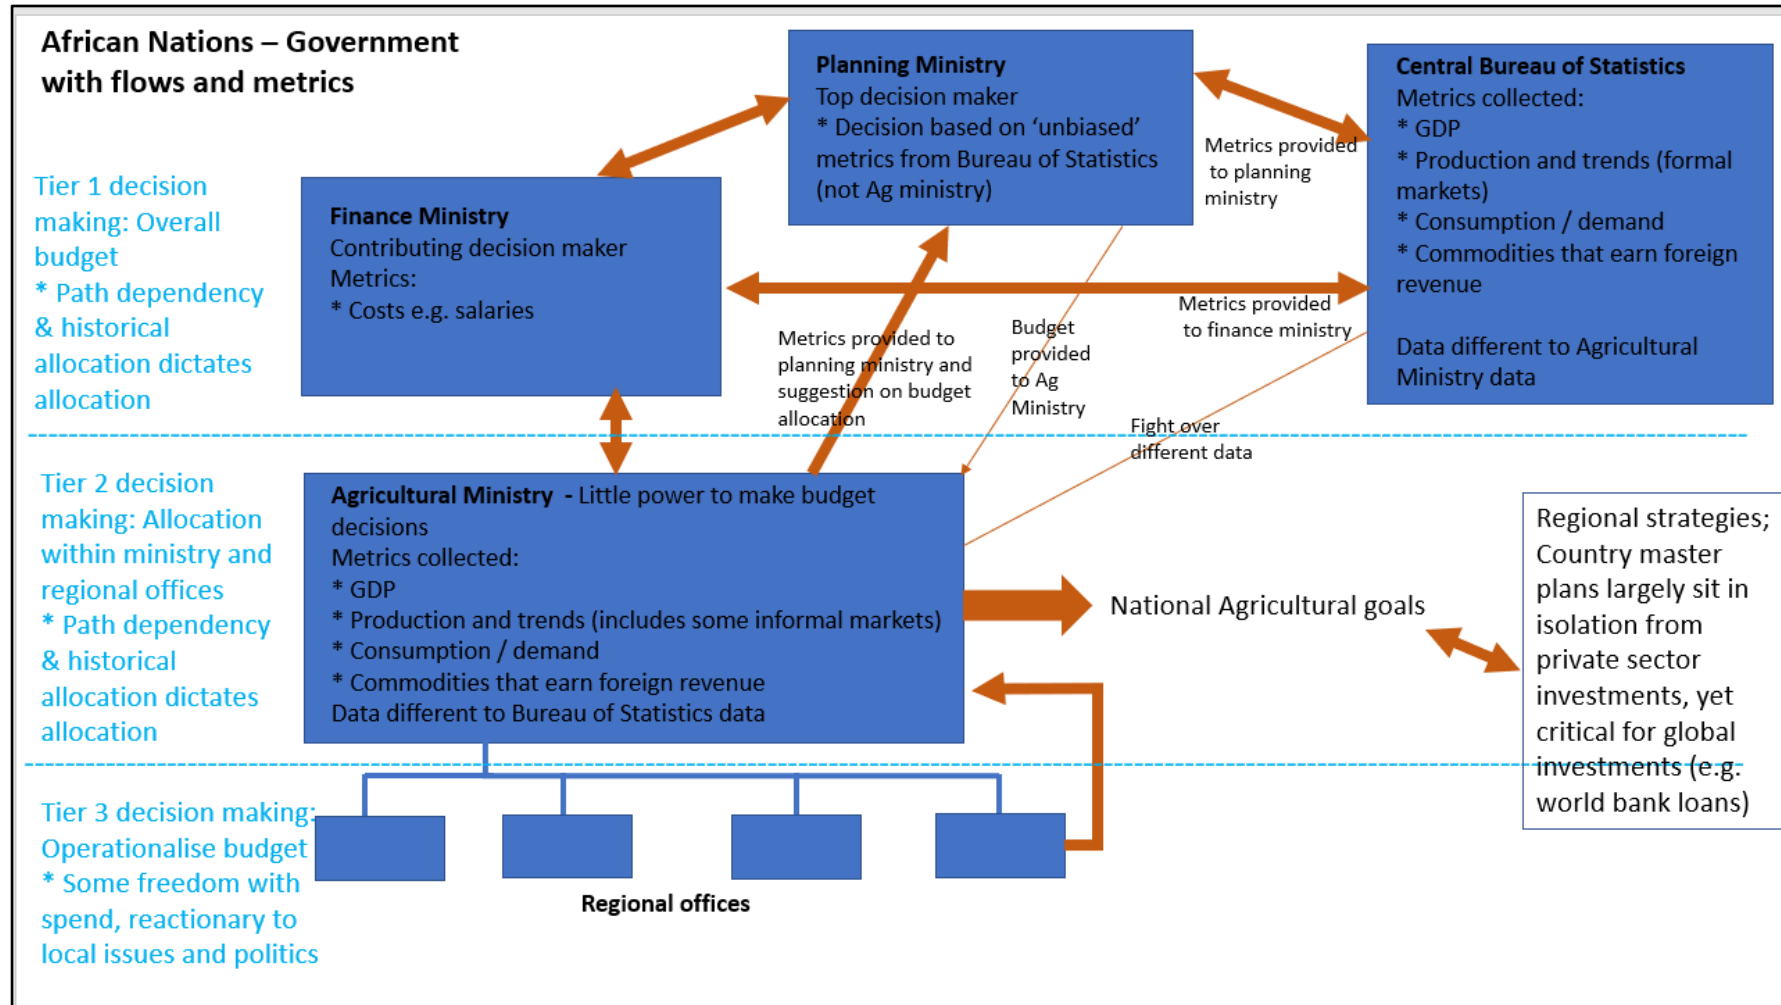 African Nations – Government
with flows and metrics
Planning Ministry
Top decision maker
* Decision based on ‘unbiased’
metrics from Bureau of Statistics
(not Ag ministry)
Central Bureau of Statistics
Metrics collected:
* GDP
* Production and trends (formal
markets)
* Consumption / demand
* Commodities that earn foreign
revenue
Data different to Agricultural
Ministry data
Metrics provided
to planning
ministry
Tier 1 decision
making: Overall
budget
* Path dependency
& historical
allocation dictates
allocation
Finance Ministry
Contributing decision maker
Metrics:
* Costs e.g. salaries
Metrics provided to
planning ministry and
suggestion on budget
allocation
Budget
provided
to Ag
Ministry
Metrics provided
to finance ministry
Fight over
different data
Tier 2 decision
making: Allocation
within ministry and
regional offices
* Path dependency
& historical
allocation dictates
allocation
Agricultural Ministry - Little power to make budget
decisions
Metrics collected:
* GDP
* Production and trends (includes some informal markets)
* Consumption / demand
* Commodities that earn foreign revenue
Data different to Bureau of Statistics data
National Agricultural goals
Regional strategies;
Country master
plans largely sit in
isolation from
private sector
investments, yet
critical for global
investments (e.g.
world bank loans)
Tier 3 decision making:
Operationalise budget
* Some freedom with
spend, reactionary to
local issues and politics
Regional offices